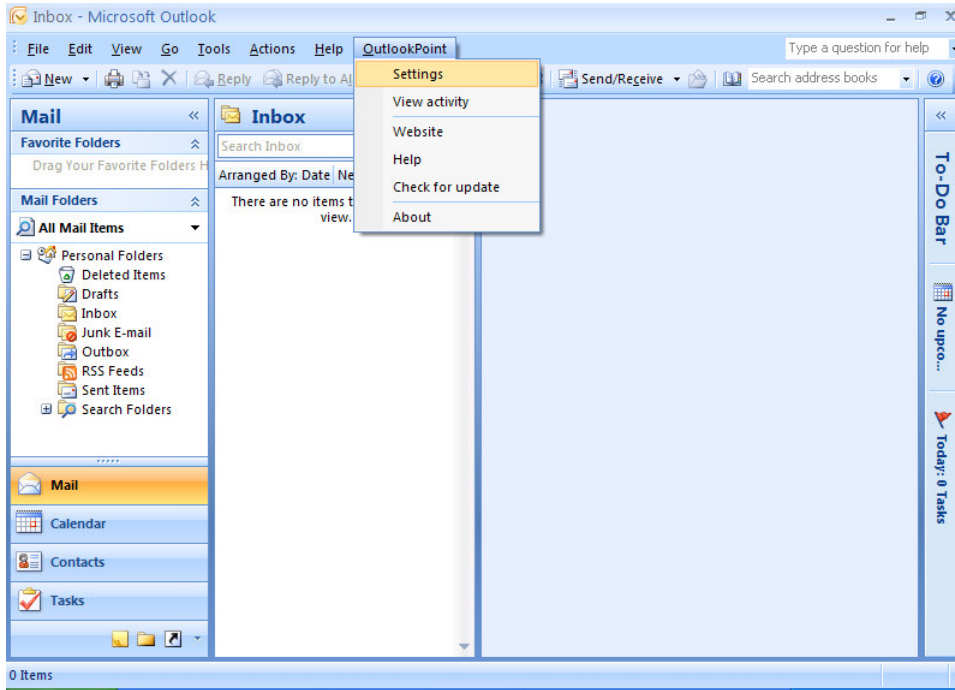 Inbox - Microsoft Outlook
File Edit View Go Tools Actions Help OutlookPoint Type a question for help
New Reply Reply to Send/Receive Search address books
Settings
View activity
Website
Help
Check for update
About
Mail
Favorite Folders
Drag Your Favorite Folders
Mail Folders
All Mail Items
Personal Folders
Deleted Items
Drafts
Inbox
Junk E-mail
Outbox
RSS Feeds
Sent Items
Search Folders
Mail
Calendar
Contacts
Tasks
Inbox
Search Inbox
Arranged By: Date
There are no items
view.
To-Do Bar
No upco...
Today: 0 Tasks
0 Items